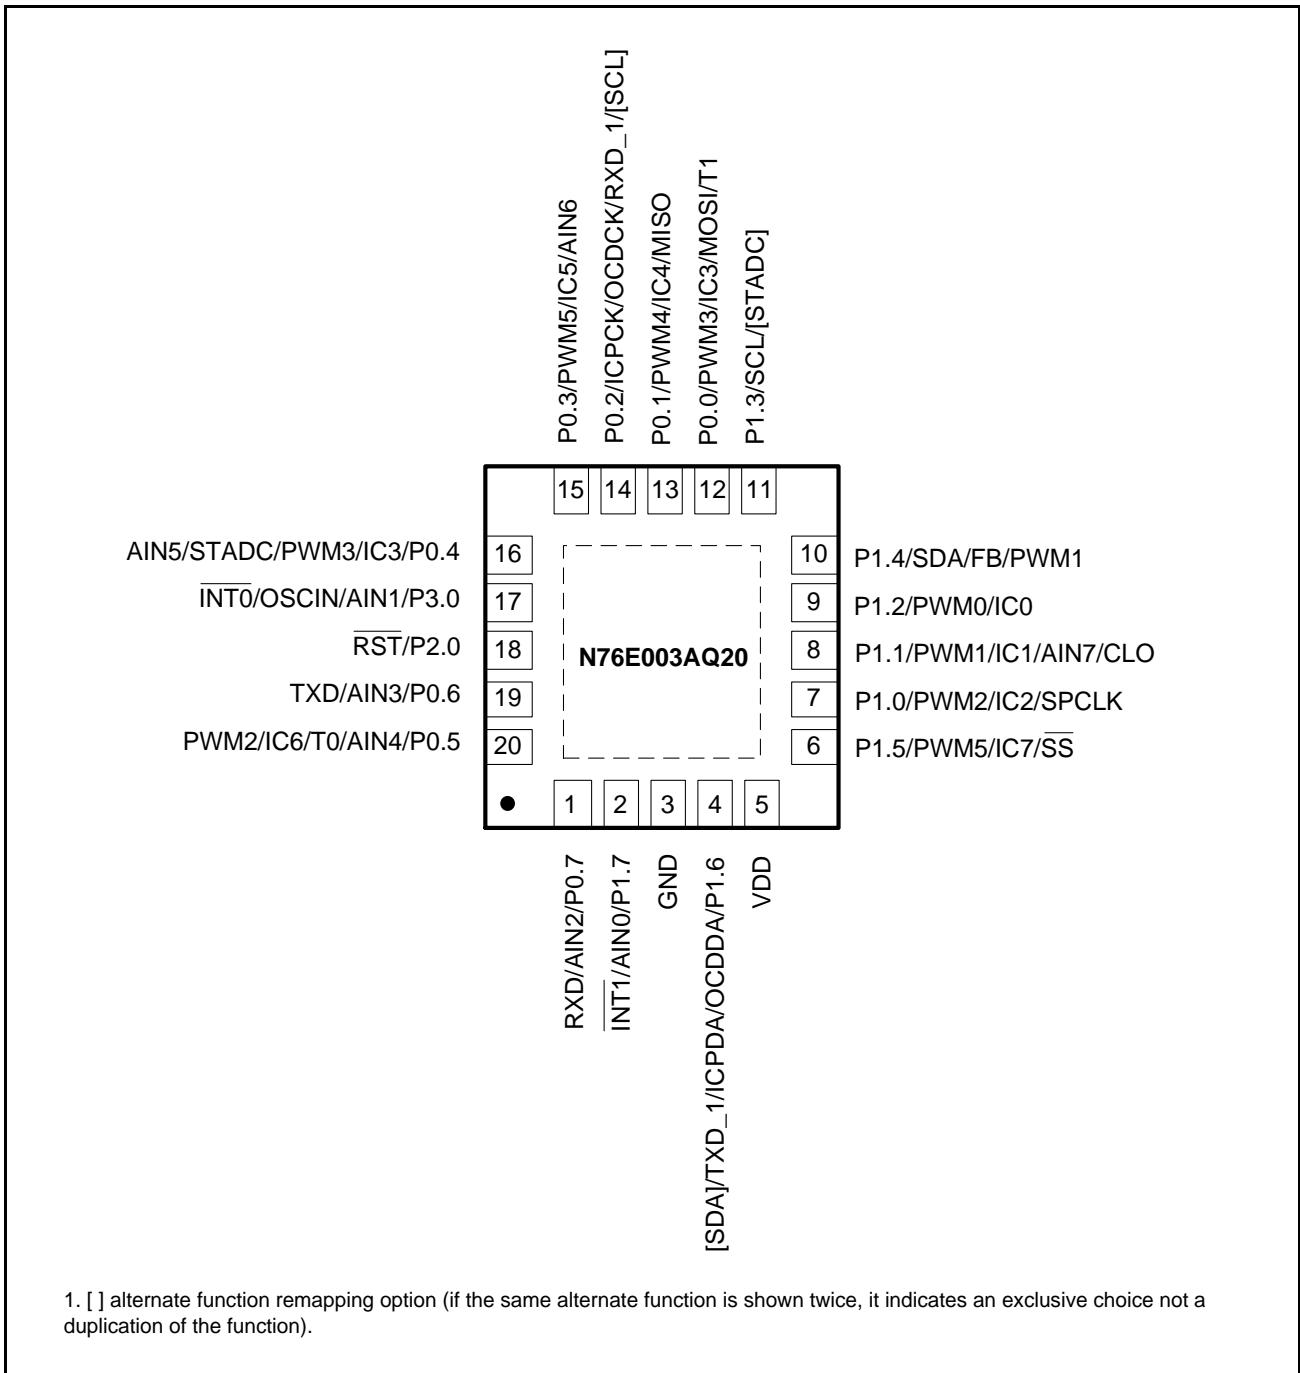 P0.3/PWM5/IC5/AIN6
P0.2/ICPCK/OCDCK/RXD_1/[SCL]
P0.1/PWM4/IC4/MISO
P0.0/PWM3/IC3/MOSI/T1
P1.3/SCL/[STADC]
15 14 13 12 11
AIN5/STADC/PWM3/IC3/P0.4 16
INT0/OSCIN/AIN1/P3.0 17
RST/P2.0 18
TXD/AIN3/P0.6 19
PWM2/IC6/T0/AIN4/P0.5 20
N76E003AQ20
10 P1.4/SDA/FB/PWM1
9 P1.2/PWM0/IC0
8 P1.1/PWM1/IC1/AIN7/CLO
7 P1.0/PWM2/IC2/SPCLK
6 P1.5/PWM5/IC7/SS
1 2 3 4 5
RXD/AIN2/P0.7
INT1/AIN0/P1.7
GND
[SDA]/TXD_1/ICPDA/OCDDA/P1.6
VDD
1. [ ] alternate function remapping option (if the same alternate function is shown twice, it indicates an exclusive choice not a
duplication of the function).